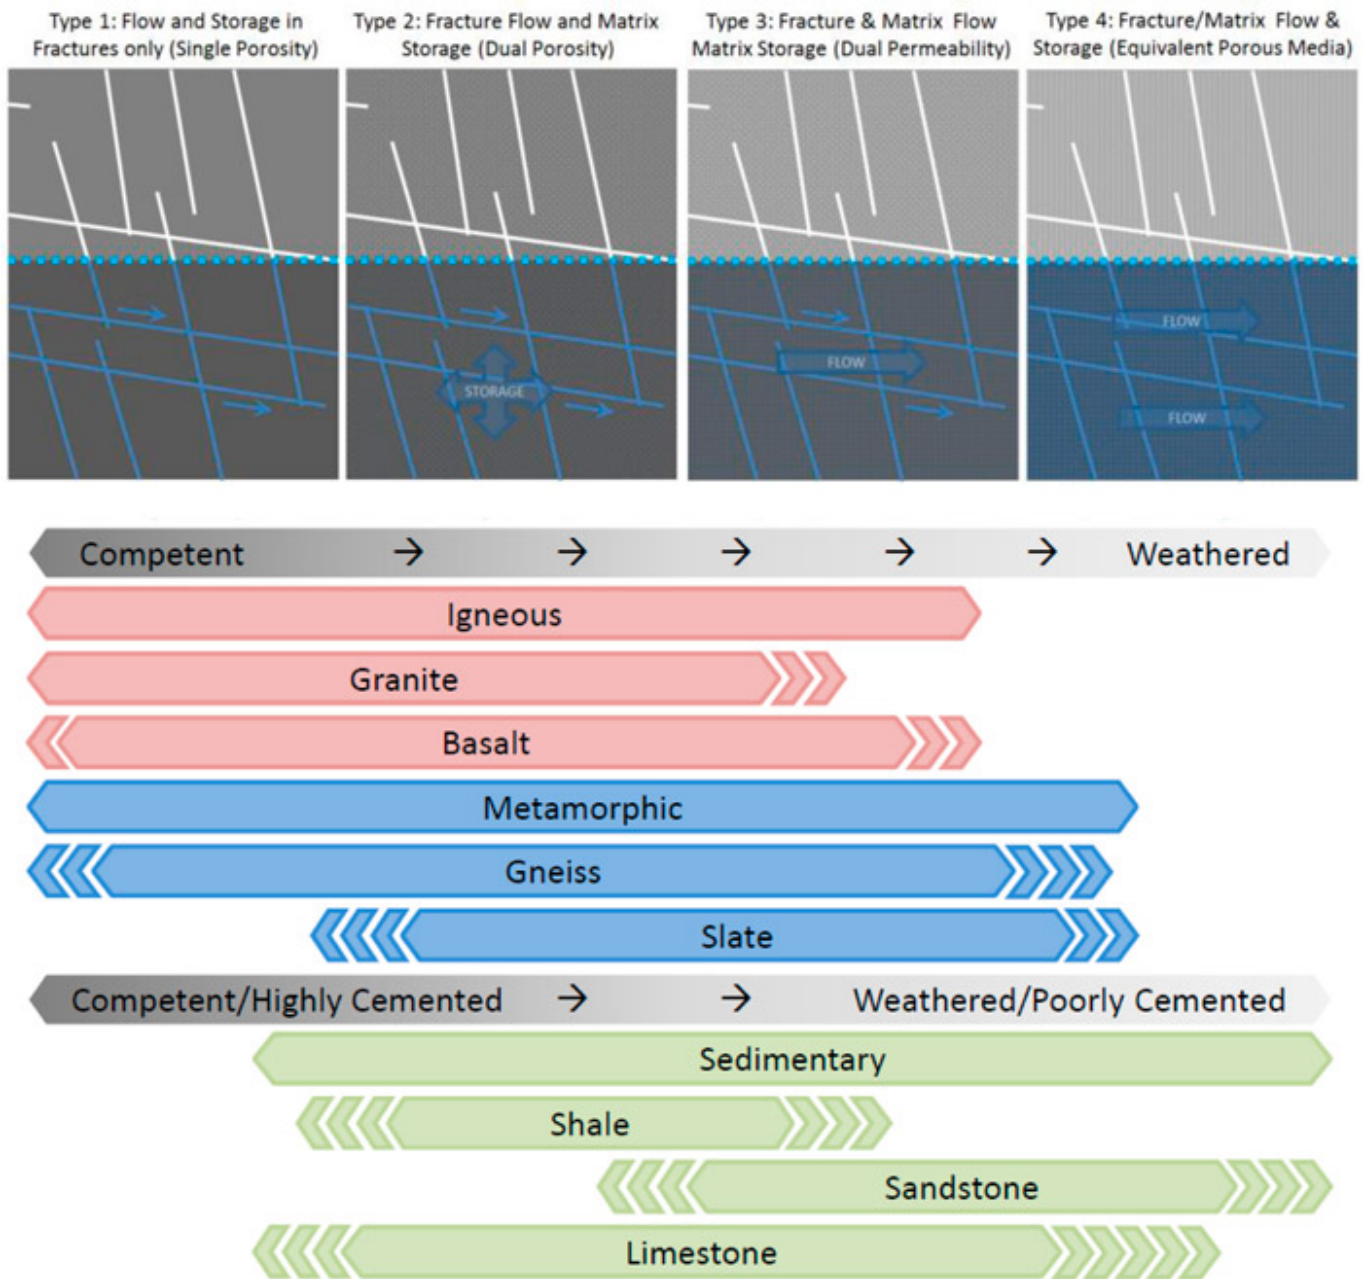 Type 1: Flow and Storage in
Fractures only (Single Porosity)
Type 2: Fracture Flow and Matrix
Storage (Dual Porosity)
Type 3: Fracture & Matrix Flow
Matrix Storage (Dual Permeability)
Type 4: Fracture/Matrix Flow &
Storage (Equivalent Porous Media)
STORAGE
FLOW
FLOW
FLOW
Competent → → → → → Weathered
Igneous
Granite
Basalt
Metamorphic
Gneiss
Slate
Competent/Highly Cemented → → Weathered/Poorly Cemented
Sedimentary
Shale
Sandstone
Limestone